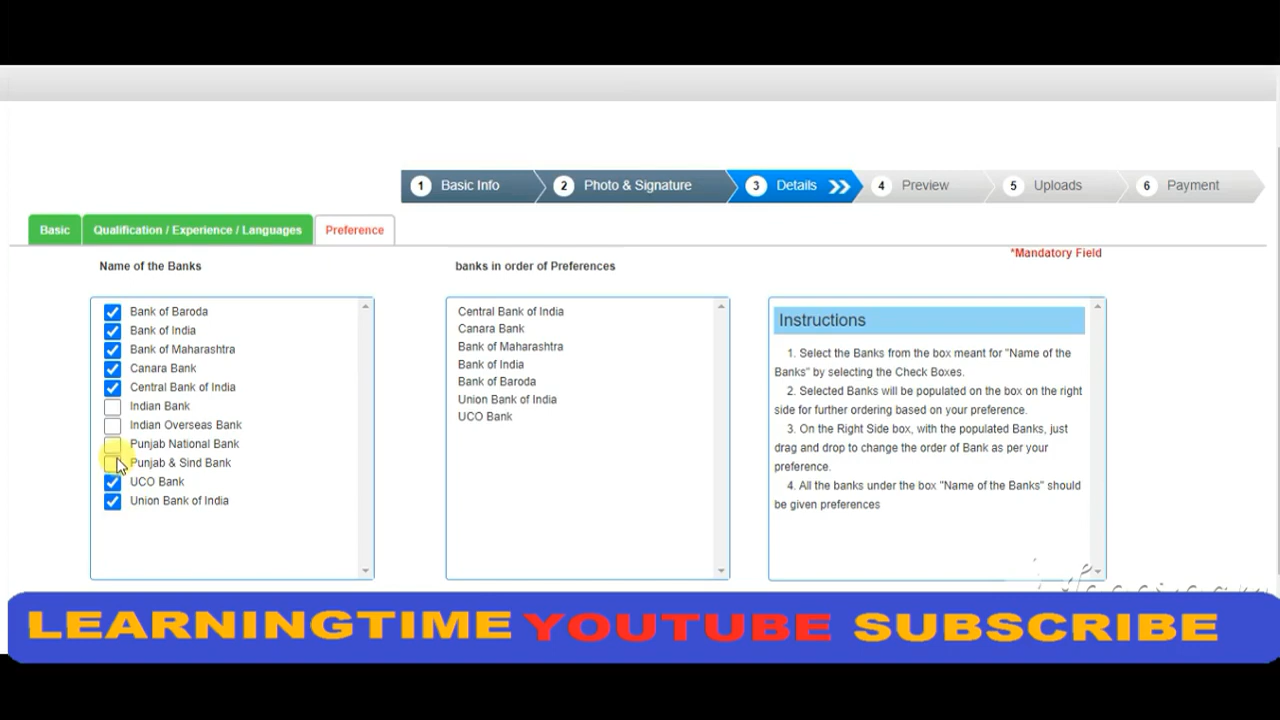 1 Basic Info 2 Photo & Signature 3 Details 4 Preview 5 Uploads 6 Payment
Basic Qualification / Experience / Languages Preference
*Mandatory Field
Name of the Banks
Bank of Baroda
Bank of India
Bank of Maharashtra
Canara Bank
Central Bank of India
Indian Bank
Indian Overseas Bank
Punjab National Bank
Punjab & Sind Bank
UCO Bank
Union Bank of India
banks in order of Preferences
Central Bank of India
Canara Bank
Bank of Maharashtra
Bank of India
Bank of Baroda
Union Bank of India
UCO Bank
Instructions
1. Select the Banks from the box meant for "Name of the
Banks" by selecting the Check Boxes.
2. Selected Banks will be populated on the box on the right
side for further ordering based on your preference.
3. On the Right Side box, with the populated Banks, just
drag and drop to change the order of Bank as per your
preference.
4. All the banks under the box "Name of the Banks" should
be given preferences
LEARNINGTIME YOUTUBE SUBSCRIBE